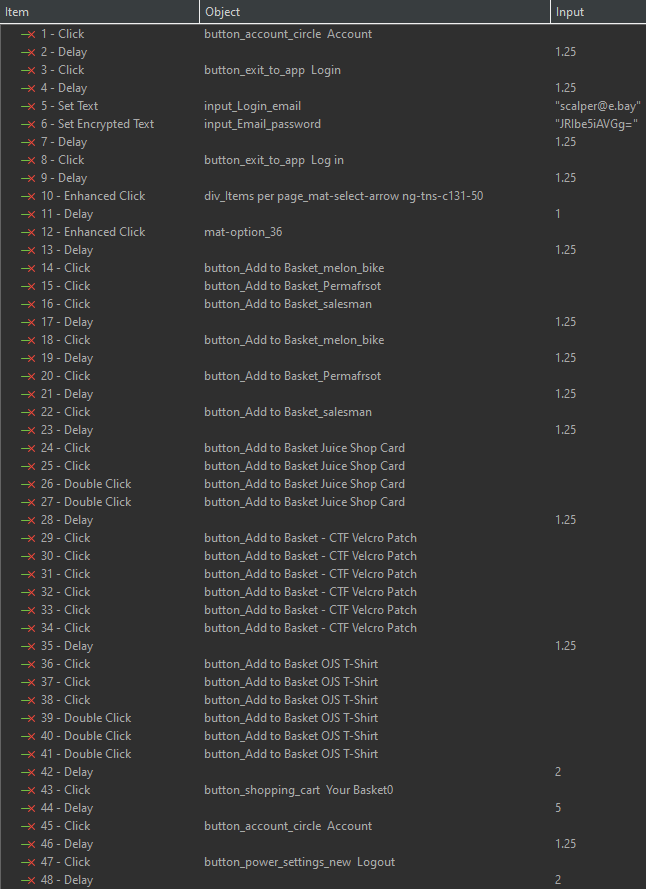 Item Object Input
1 - Click button_account_circle Account
2 - Delay 1.25
3 - Click button_exit_to_app Login
4 - Delay 1.25
5 - Set Text input_Login_email "scalper@e.bay"
6 - Set Encrypted Text input_Email_password "JRIbe5iAVGg="
7 - Delay 1.25
8 - Click button_exit_to_app Log in
9 - Delay 1.25
10 - Enhanced Click div_Items per page_mat-select-arrow ng-tns-c131-50
11 - Delay 1
12 - Enhanced Click mat-option_36
13 - Delay 1.25
14 - Click button_Add to Basket_melon_bike
15 - Click button_Add to Basket_Permafrsot
16 - Click button_Add to Basket_salesman
17 - Delay 1.25
18 - Click button_Add to Basket_melon_bike
19 - Delay 1.25
20 - Click button_Add to Basket_Permafrsot
21 - Delay 1.25
22 - Click button_Add to Basket_salesman
23 - Delay 1.25
24 - Click button_Add to Basket Juice Shop Card
25 - Click button_Add to Basket Juice Shop Card
26 - Double Click button_Add to Basket Juice Shop Card
27 - Double Click button_Add to Basket Juice Shop Card
28 - Delay 1.25
29 - Click button_Add to Basket - CTF Velcro Patch
30 - Click button_Add to Basket - CTF Velcro Patch
31 - Click button_Add to Basket - CTF Velcro Patch
32 - Click button_Add to Basket - CTF Velcro Patch
33 - Click button_Add to Basket - CTF Velcro Patch
34 - Click button_Add to Basket - CTF Velcro Patch
35 - Delay 1.25
36 - Click button_Add to Basket OJS T-Shirt
37 - Click button_Add to Basket OJS T-Shirt
38 - Click button_Add to Basket OJS T-Shirt
39 - Double Click button_Add to Basket OJS T-Shirt
40 - Double Click button_Add to Basket OJS T-Shirt
41 - Double Click button_Add to Basket OJS T-Shirt
42 - Delay 2
43 - Click button_shopping_cart Your Basket0
44 - Delay 5
45 - Click button_account_circle Account
46 - Delay 1.25
47 - Click button_power_settings_new Logout
48 - Delay 2